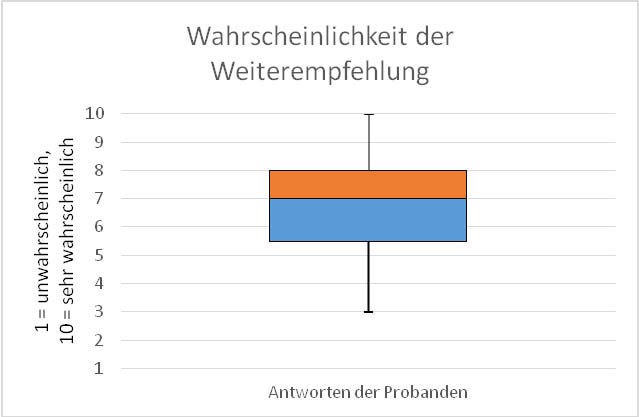 Wahrscheinlichkeit der
Weiterempfehlung
1 = unwahrscheinlich,
10 = sehr wahrscheinlich
10
9
8
7
6
5
4
3
2
1
Antworten der Probanden